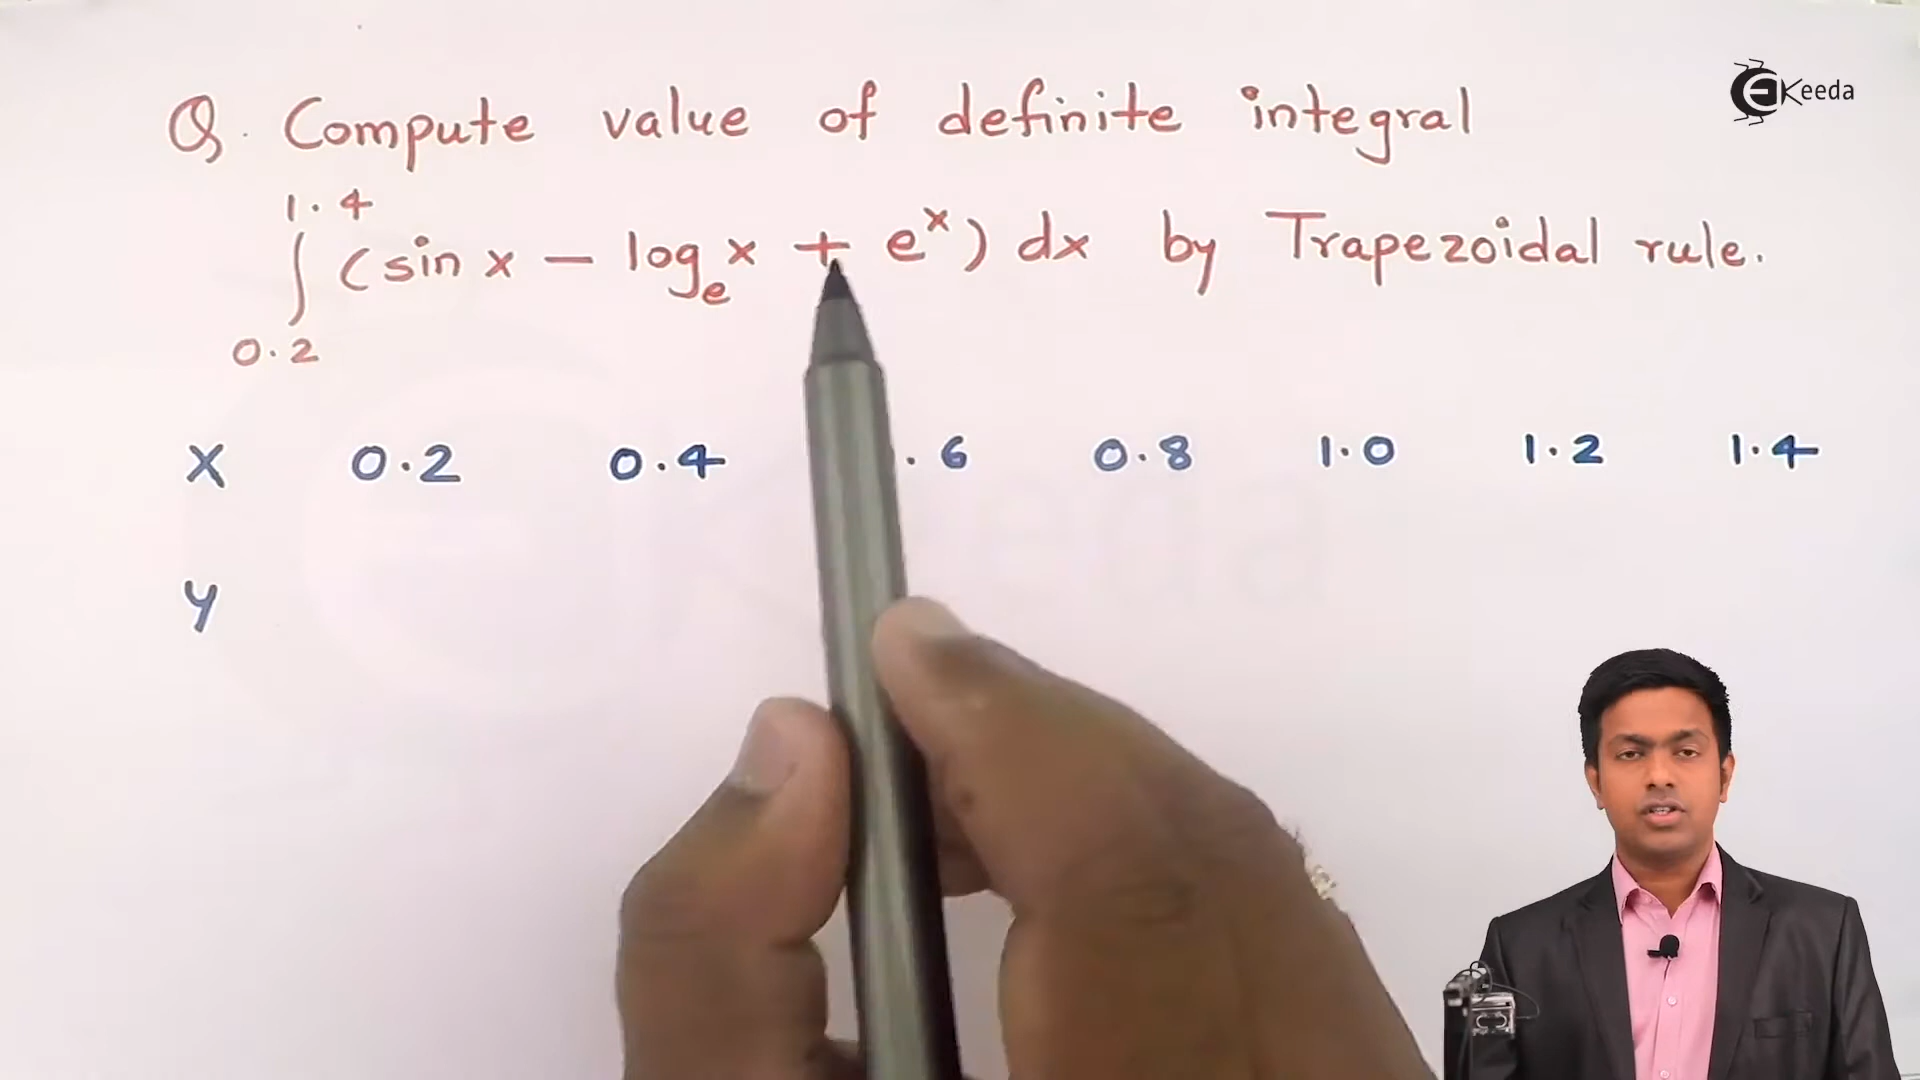 EKeeda
Q. Compute value of definite integral
1.4
∫ (sin x − logₑx + eˣ) dx by Trapezoidal rule.
0.2
X 0.2 0.4 .6 0.8 1.0 1.2 1.4
y